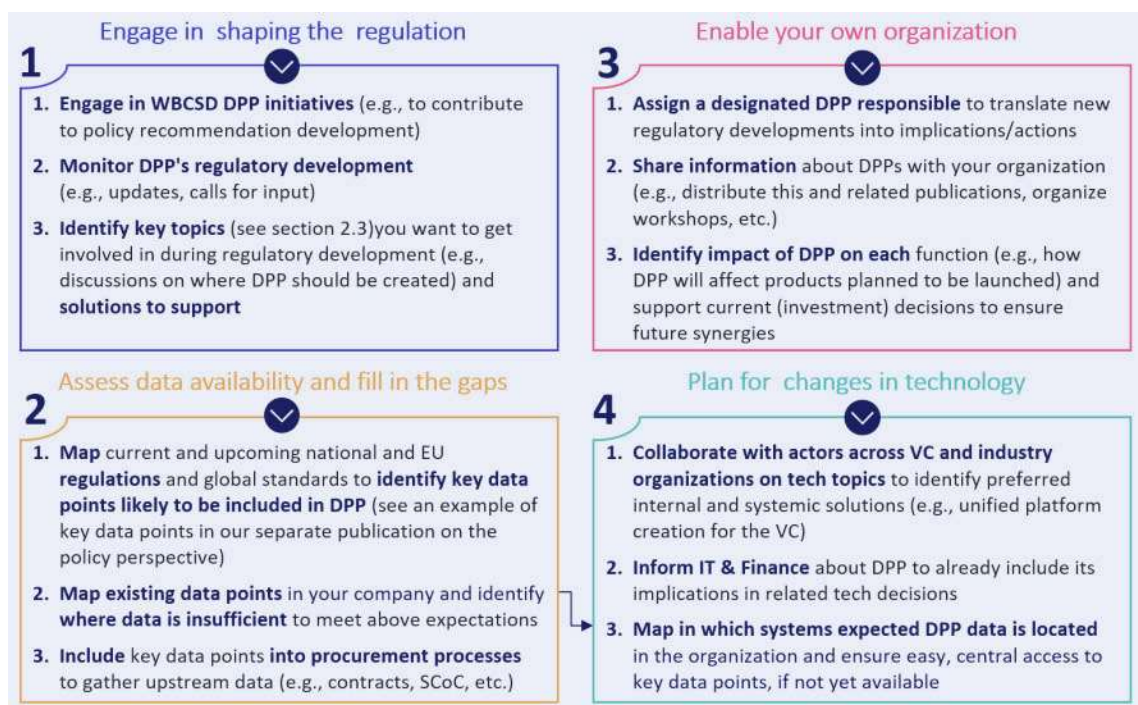 Engage in shaping the regulation
1
1. Engage in WBCSD DPP initiatives (e.g., to contribute
to policy recommendation development)
2. Monitor DPP's regulatory development
(e.g., updates, calls for input)
3. Identify key topics (see section 2.3)you want to get
involved in during regulatory development (e.g.,
discussions on where DPP should be created) and
solutions to support
Assess data availability and fill in the gaps
2
1. Map current and upcoming national and EU
regulations and global standards to identify key data
points likely to be included in DPP (see an example of
key data points in our separate publication on the
policy perspective)
2. Map existing data points in your company and identify
where data is insufficient to meet above expectations
3. Include key data points into procurement processes
to gather upstream data (e.g., contracts, SCoC, etc.)
Enable your own organization
3
1. Assign a designated DPP responsible to translate new
regulatory developments into implications/actions
2. Share information about DPPs with your organization
(e.g., distribute this and related publications, organize
workshops, etc.)
3. Identify impact of DPP on each function (e.g., how
DPP will affect products planned to be launched) and
support current (investment) decisions to ensure
future synergies
Plan for changes in technology
4
1. Collaborate with actors across VC and industry
organizations on tech topics to identify preferred
internal and systemic solutions (e.g., unified platform
creation for the VC)
2. Inform IT & Finance about DPP to already include its
implications in related tech decisions
3. Map in which systems expected DPP data is located
in the organization and ensure easy, central access to
key data points, if not yet available